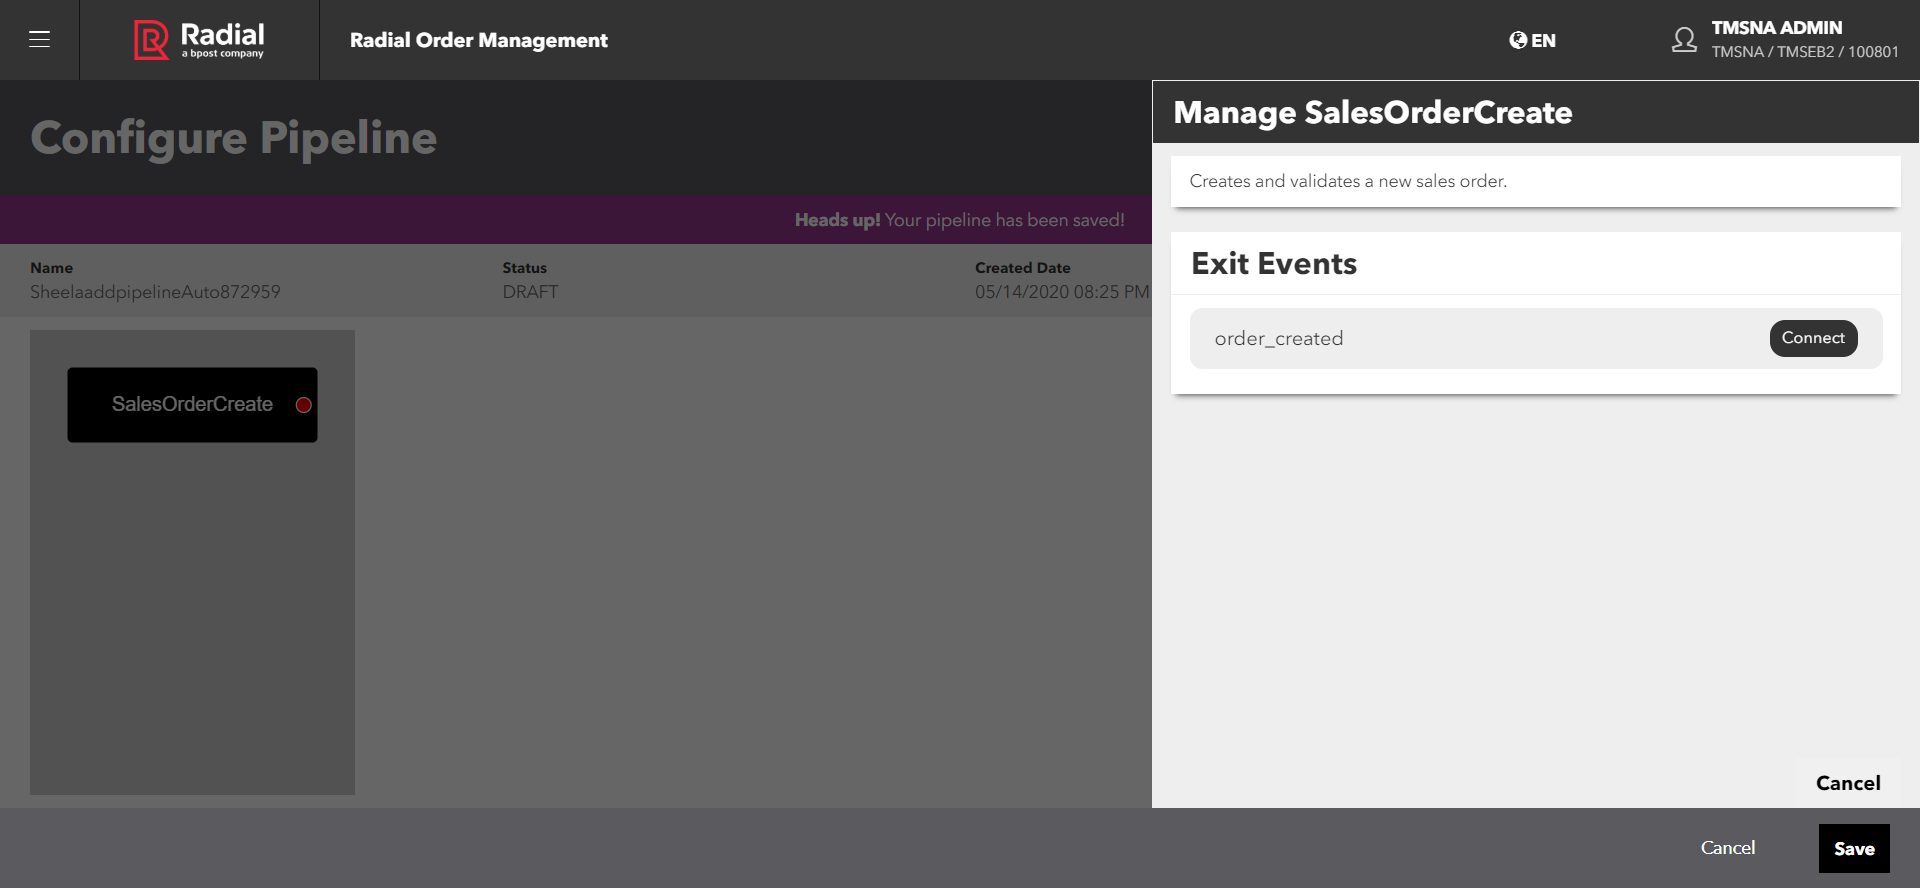 Radial
a bpost company
Radial Order Management
EN
TMSNA ADMIN
TMSNA / TMSEB2 / 100801
Configure Pipeline
Heads up! Your pipeline has been saved!
Name
SheelaaddpipelineAuto872959
Status
DRAFT
Created Date
05/14/2020 08:25 PM
SalesOrderCreate
Manage SalesOrderCreate
Creates and validates a new sales order.
Exit Events
order_created
Connect
Cancel
Cancel
Save